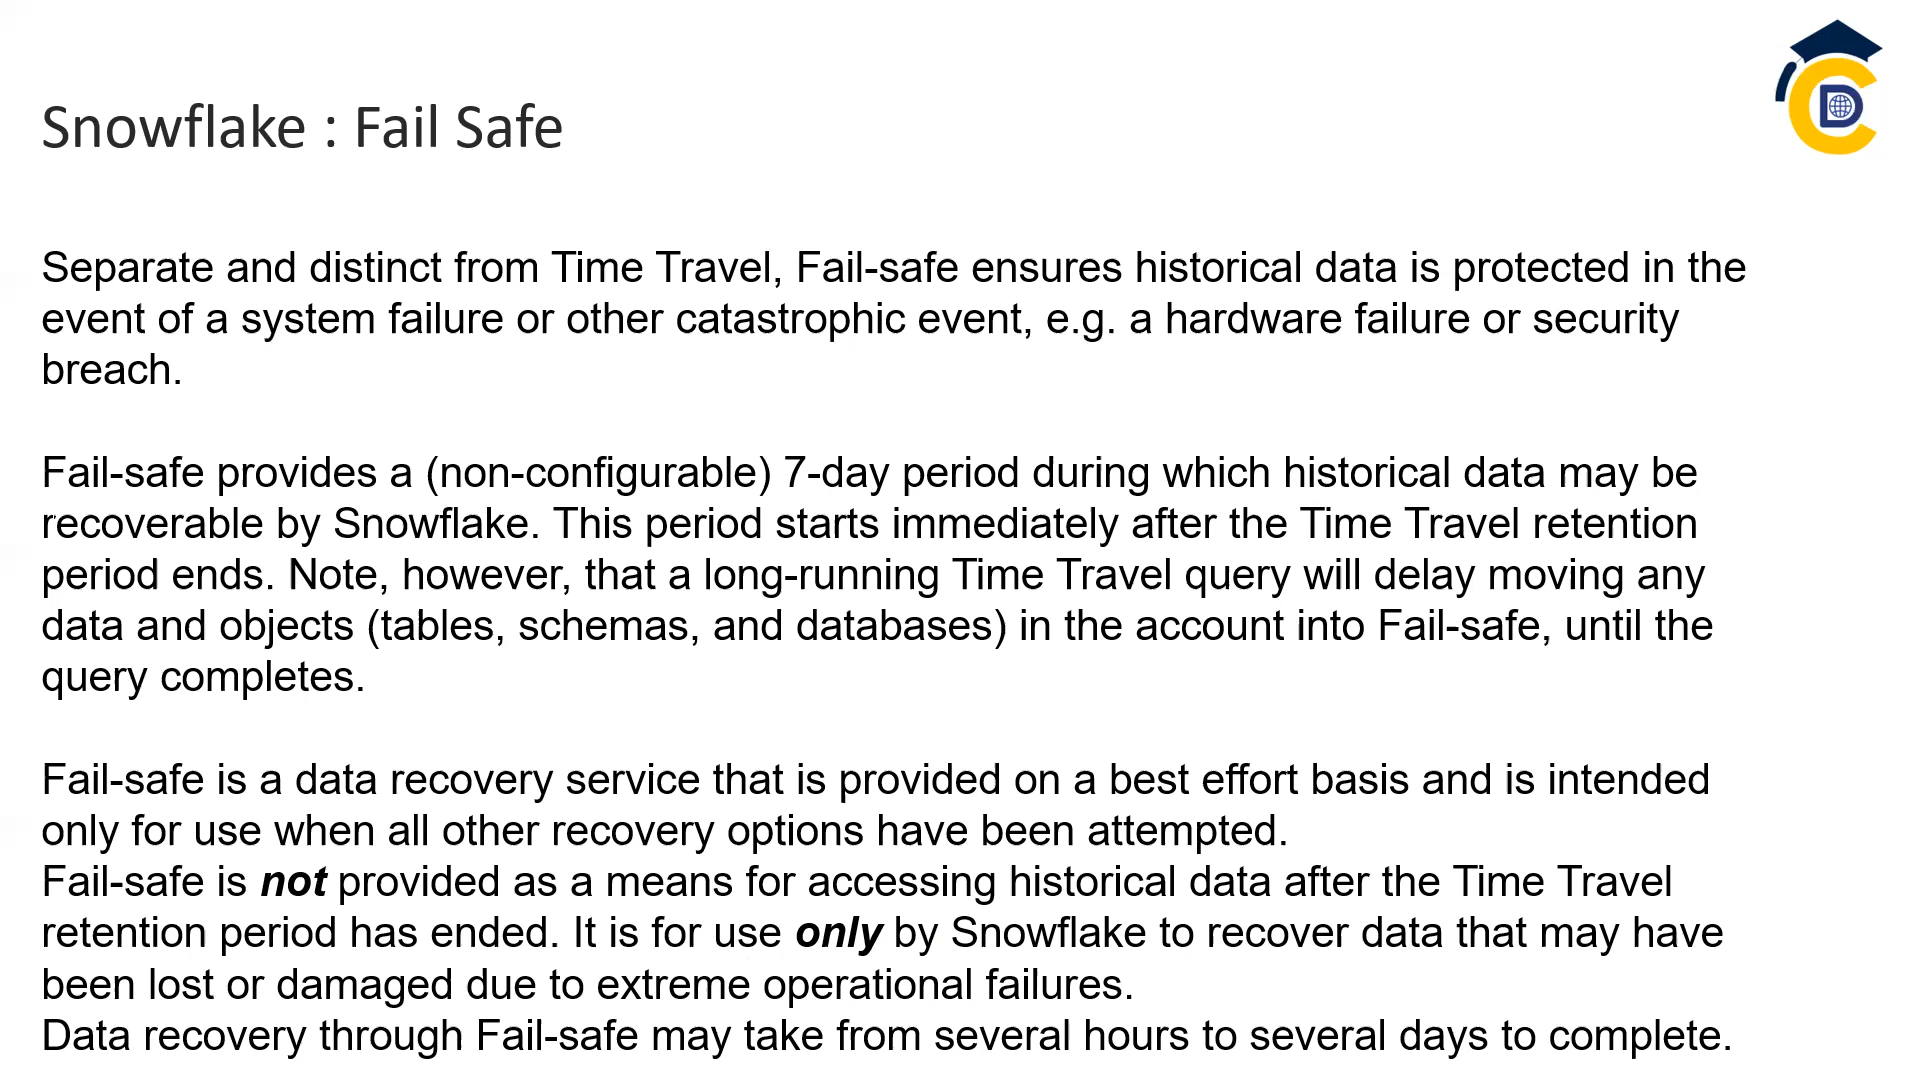 Snowflake : Fail Safe
Separate and distinct from Time Travel, Fail-safe ensures historical data is protected in the
event of a system failure or other catastrophic event, e.g. a hardware failure or security
breach.
Fail-safe provides a (non-configurable) 7-day period during which historical data may be
recoverable by Snowflake. This period starts immediately after the Time Travel retention
period ends. Note, however, that a long-running Time Travel query will delay moving any
data and objects (tables, schemas, and databases) in the account into Fail-safe, until the
query completes.
Fail-safe is a data recovery service that is provided on a best effort basis and is intended
only for use when all other recovery options have been attempted.
Fail-safe is not provided as a means for accessing historical data after the Time Travel
retention period has ended. It is for use only by Snowflake to recover data that may have
been lost or damaged due to extreme operational failures.
Data recovery through Fail-safe may take from several hours to several days to complete.